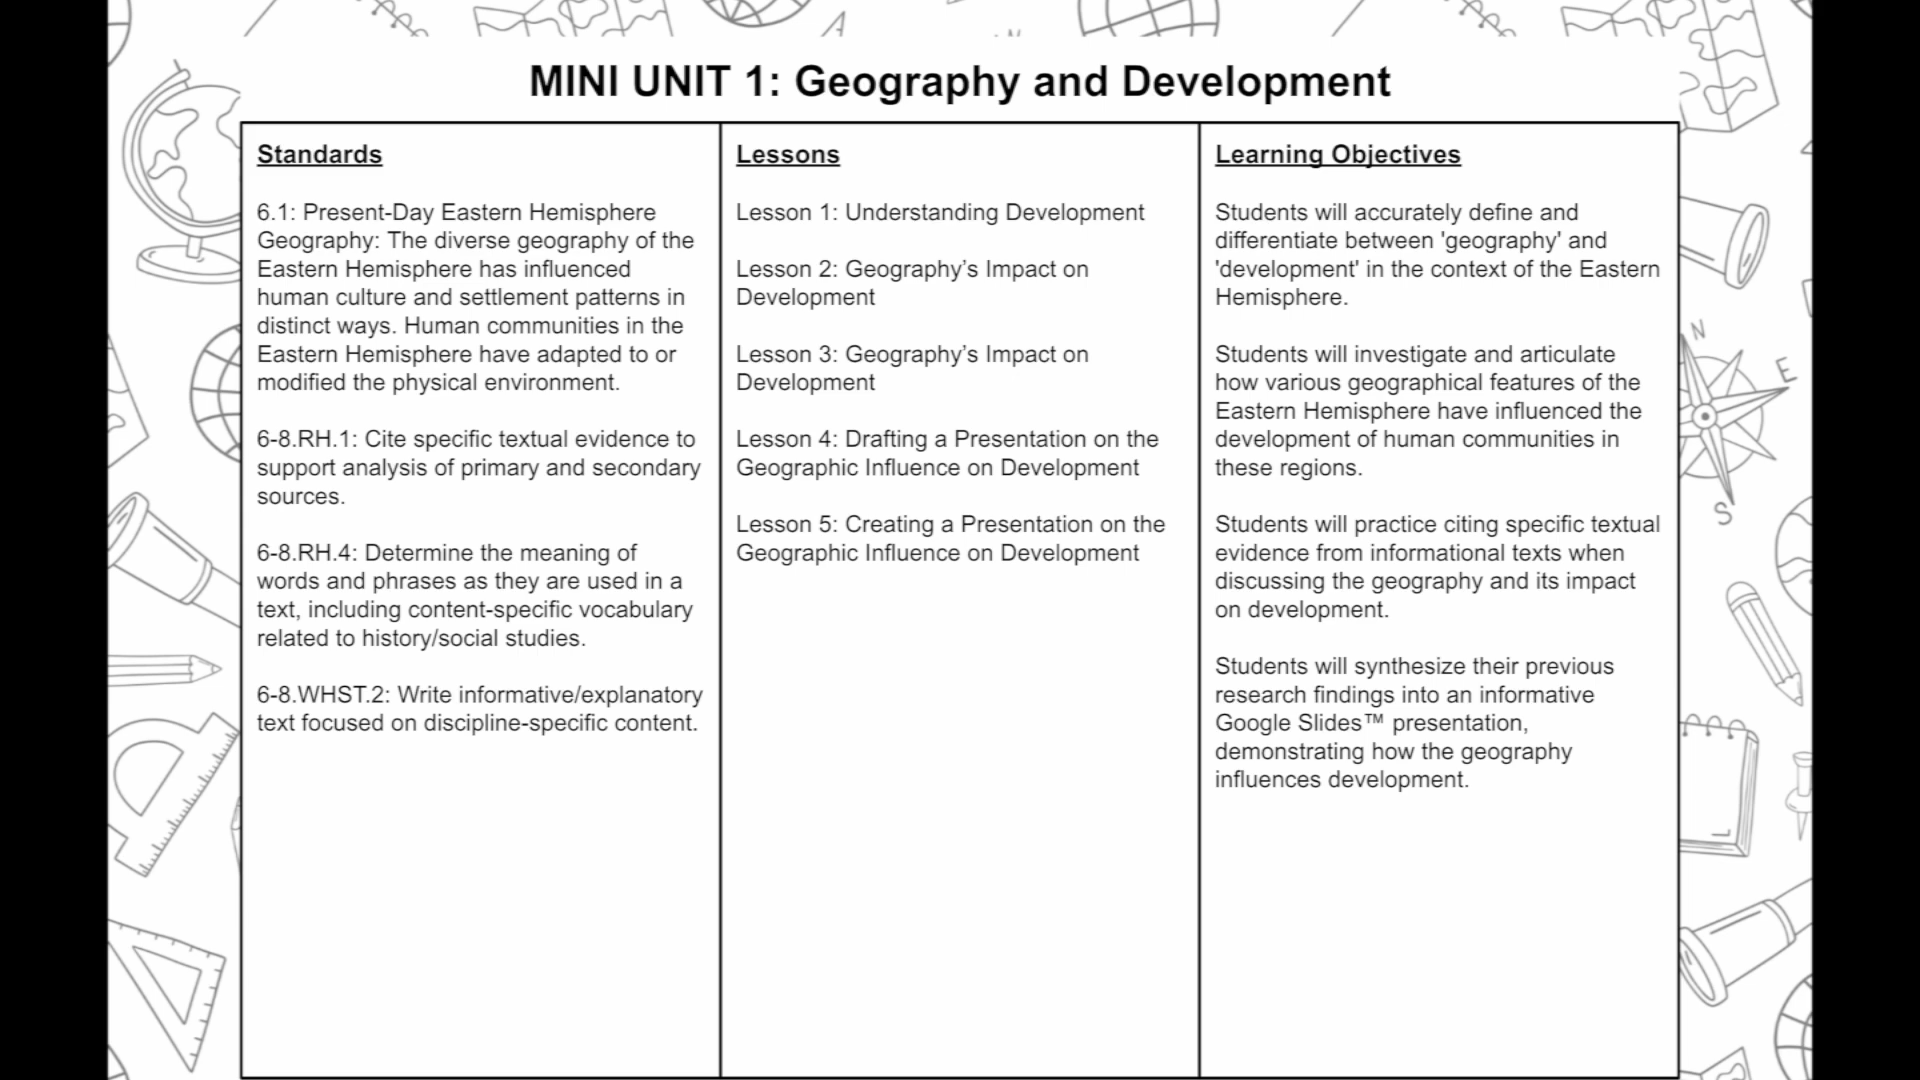 MINI UNIT 1: Geography and Development
Standards
6.1: Present-Day Eastern Hemisphere
Geography: The diverse geography of the
Eastern Hemisphere has influenced
human culture and settlement patterns in
distinct ways. Human communities in the
Eastern Hemisphere have adapted to or
modified the physical environment.
6-8.RH.1: Cite specific textual evidence to
support analysis of primary and secondary
sources.
6-8.RH.4: Determine the meaning of
words and phrases as they are used in a
text, including content-specific vocabulary
related to history/social studies.
6-8.WHST.2: Write informative/explanatory
text focused on discipline-specific content.
Lessons
Lesson 1: Understanding Development
Lesson 2: Geography’s Impact on
Development
Lesson 3: Geography’s Impact on
Development
Lesson 4: Drafting a Presentation on the
Geographic Influence on Development
Lesson 5: Creating a Presentation on the
Geographic Influence on Development
Learning Objectives
Students will accurately define and
differentiate between 'geography' and
'development' in the context of the Eastern
Hemisphere.
Students will investigate and articulate
how various geographical features of the
Eastern Hemisphere have influenced the
development of human communities in
these regions.
Students will practice citing specific textual
evidence from informational texts when
discussing the geography and its impact
on development.
Students will synthesize their previous
research findings into an informative
Google Slides™ presentation,
demonstrating how the geography
influences development.
N
E
S